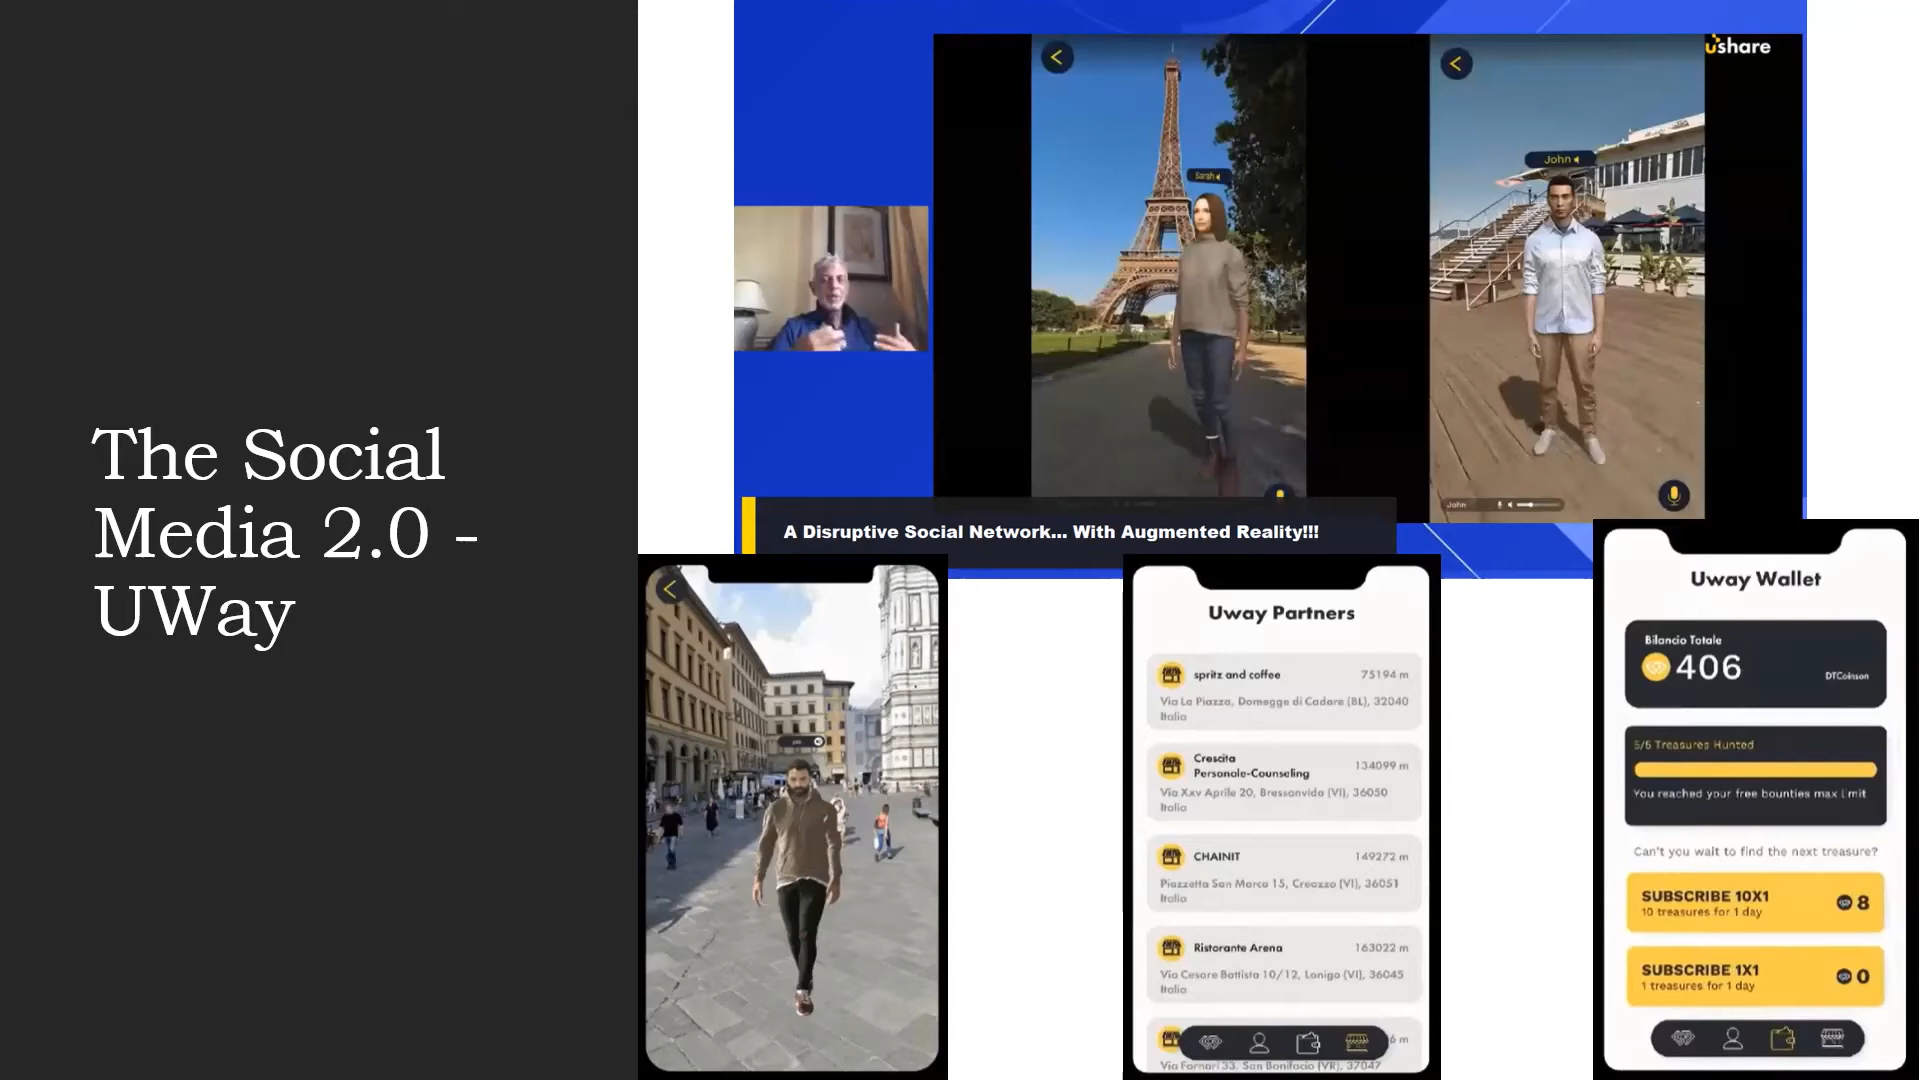 The Social
Media 2.0 -
UWay
ushare
Sarah
John
John
A Disruptive Social Network... With Augmented Reality!!!
Uway Partners
spritz and coffee 75194 m
Via La Piazza, Domegge di Cadore (BL), 32040
Italia
Crescita
Personale-Counseling 134099 m
Via Xxv Aprile 20, Bressanvido (VI), 36050
Italia
CHAINIT 149272 m
Piazzetta San Marco 15, Creazzo (VI), 36051
Italia
Ristorante Arena 163022 m
Via Cesare Battista 10/12, Lonigo (VI), 36045
Italia
6 m
Via Fornari 33, San Bonifacio (VR), 37047
Uway Wallet
Bilancio Totale
406
DTCoinson
5/5 Treasures Hunted
You reached your free bounties max limit
Can't you wait to find the next treasure?
SUBSCRIBE 10X1
10 treasures for 1 day
8
SUBSCRIBE 1X1
1 treasures for 1 day
0